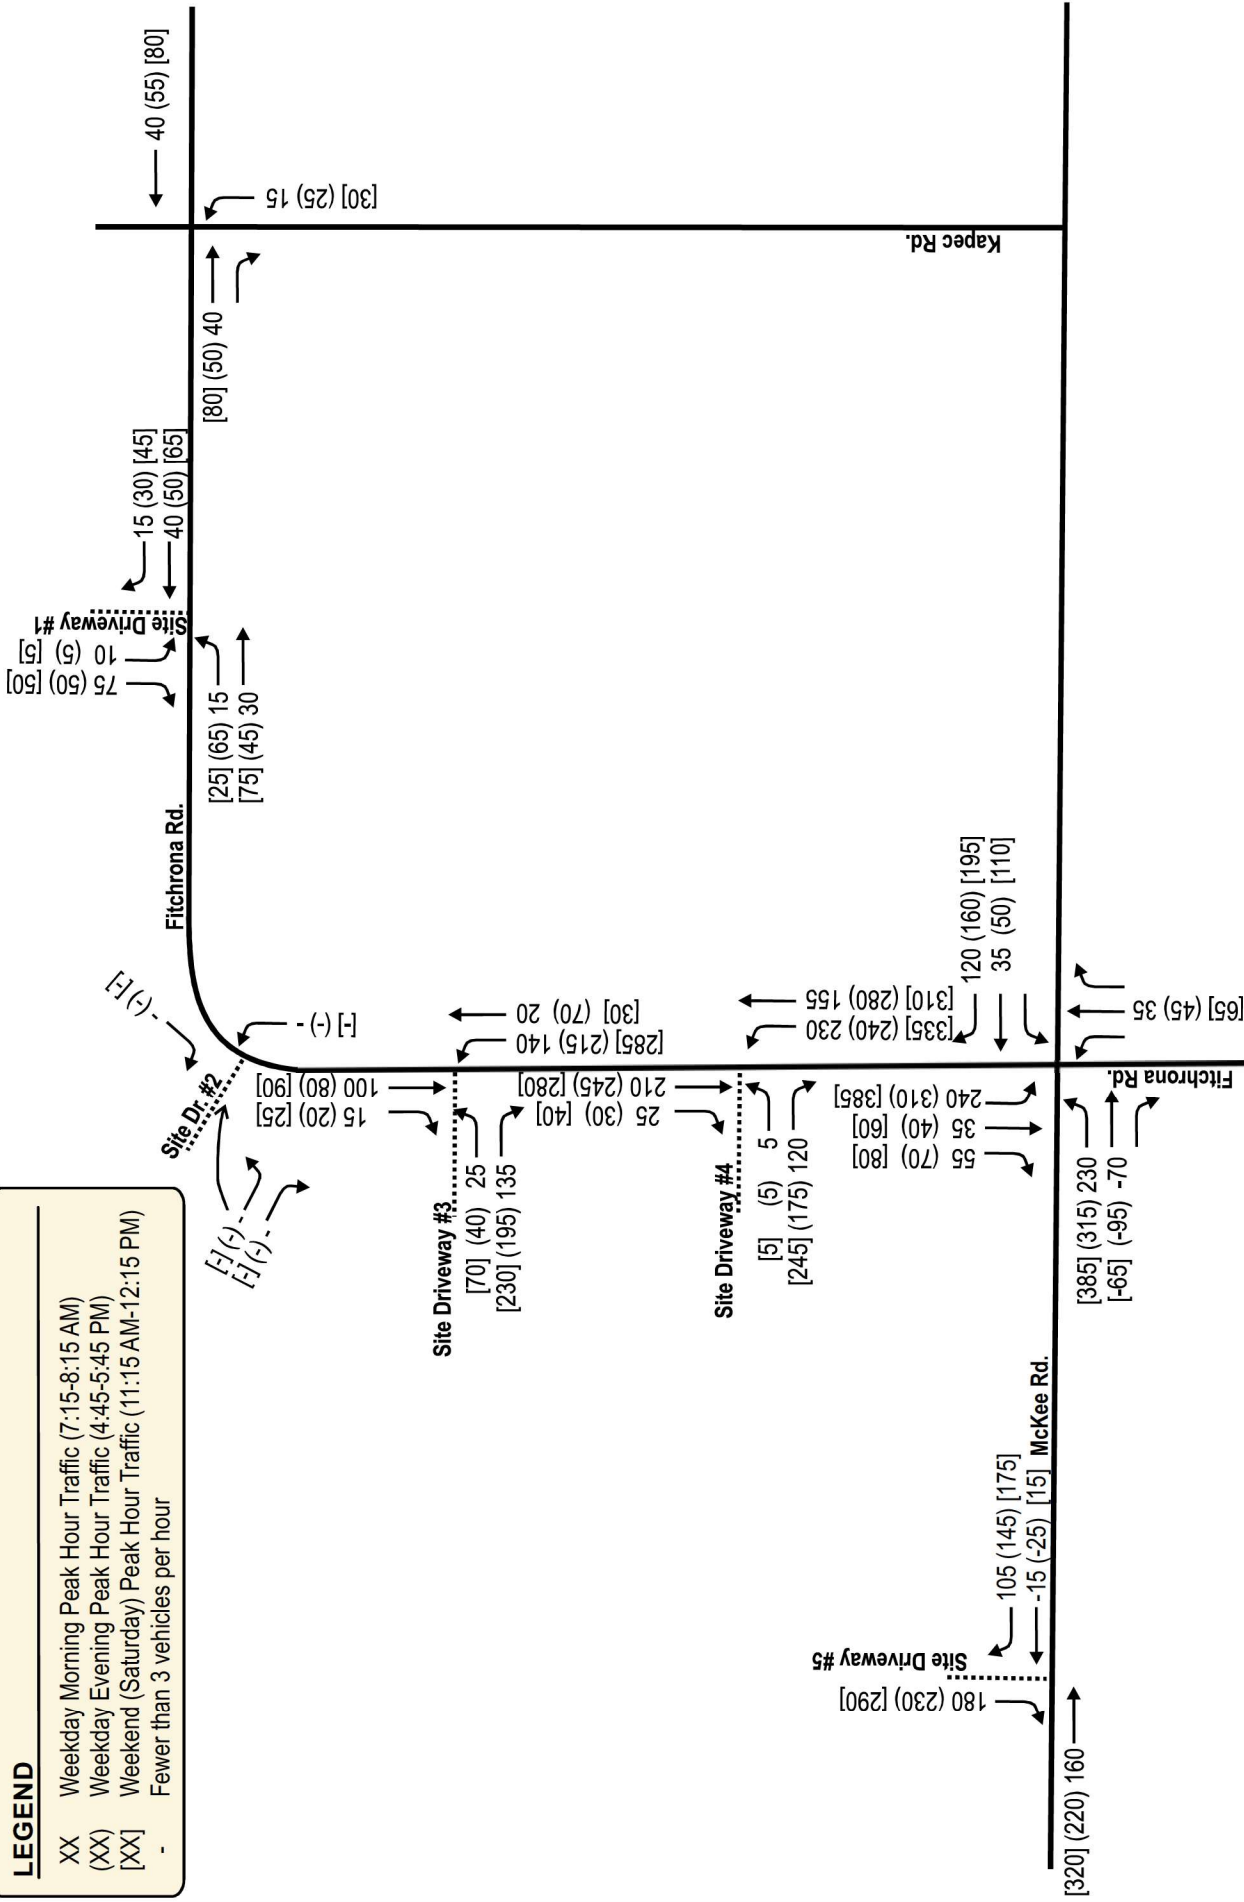 LEGEND
XX Weekday Morning Peak Hour Traffic (7:15-8:15 AM)
(XX) Weekday Evening Peak Hour Traffic (4:45-5:45 PM)
[XX] Weekend (Saturday) Peak Hour Traffic (11:15 AM-12:15 PM)
- Fewer than 3 vehicles per hour
40 (55) [80]
[30] (25) 15
Kapec Rd.
[80] (50) 40
15 (30) [45]
40 (50) [65]
Site Driveway #1
10 (5) [5]
75 (50) [50]
[25] (65) 15
[75] (45) 30
Fitchrona Rd.
- (-) [-]
[-] (-) -
Site Dr. #2
[-] (-) -
[-] (-) -
100 (80) [90]
15 (20) [25]
[30] (70) 20
[285] (215) 140
Site Driveway #3
[70] (40) 25
[230] (195) 135
210 (245) [280]
25 (30) [40]
[310] (280) 155
[335] (240) 230
Site Driveway #4
[5] (5) 5
[245] (175) 120
240 (310) [385]
35 (40) [60]
55 (70) [80]
120 (160) [195]
35 (50) [110]
[65] (45) 35
Fitchrona Rd.
[385] (315) 230
[-65] (-95) -70
McKee Rd.
105 (145) [175]
-15 (-25) [15]
Site Driveway #5
180 (230) [290]
[320] (220) 160